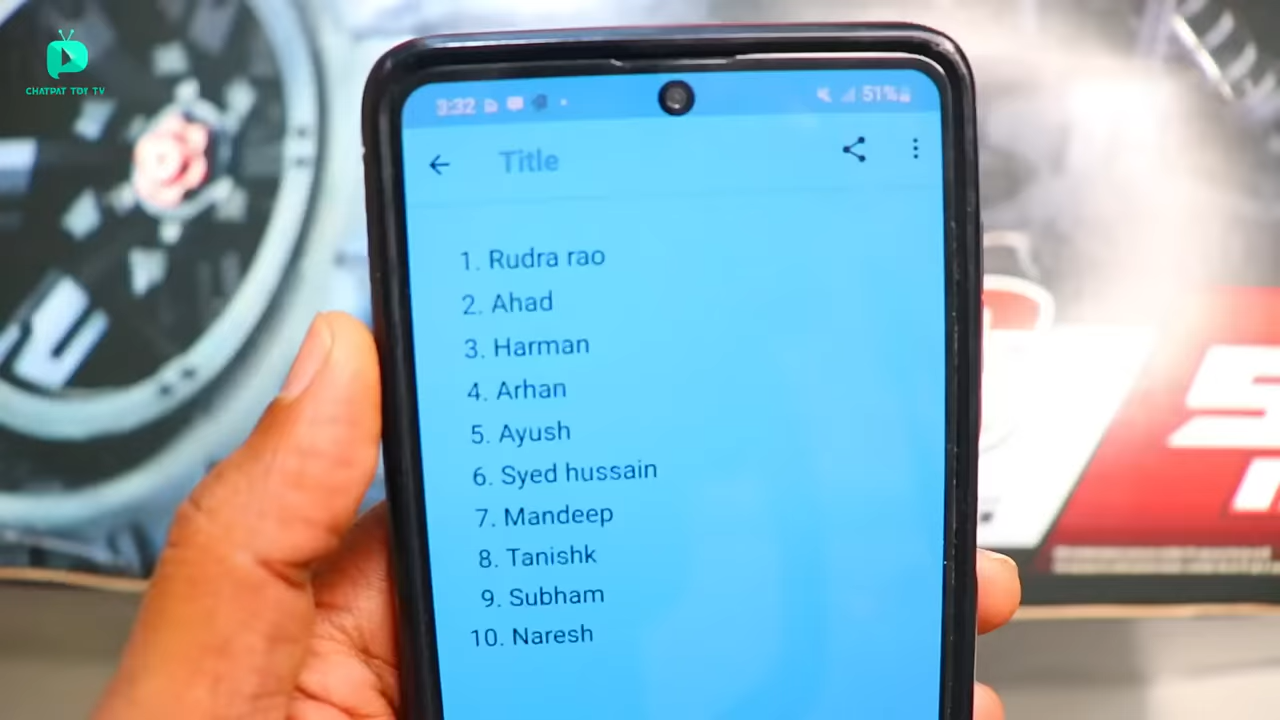 CHATPAT TOY TV
3:32
51%
Title
1. Rudra rao
2. Ahad
3. Harman
4. Arhan
5. Ayush
6. Syed hussain
7. Mandeep
8. Tanishk
9. Subham
10. Naresh